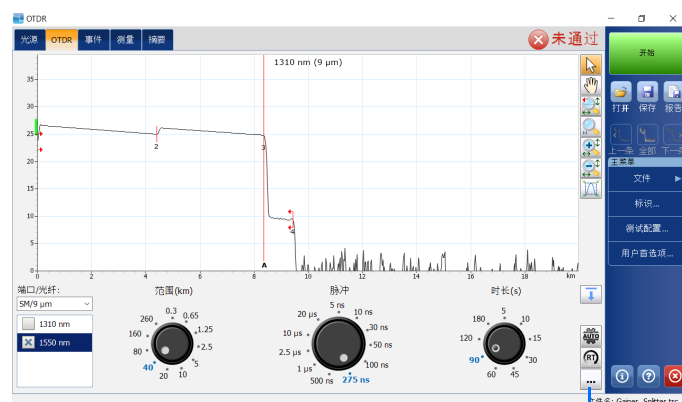 OTDR
光源 OTDR 事件 测量 摘要
未通过
1310 nm (9 µm)
35
30
25
20
15
10
5
0
2
3
4
A
0 2 4 6 8 10 12 14 16 18 km
开始
打开 保存 报告
上一条 全部 下一条
主菜单
文件
标识...
测试配置...
用户首选项...
端口/光纤:
SM/9 µm
1310 nm
1550 nm
范围(km)
0.3 0.65 1.25 2.5 5 10 20 40 80 160 260
脉冲
5 ns 10 ns 30 ns 50 ns 100 ns 275 ns 500 ns 1 µs 2.5 µs 10 µs 20 µs
时长(s)
5 10 15 30 45 60 90 120 180
AUTO
RT
...